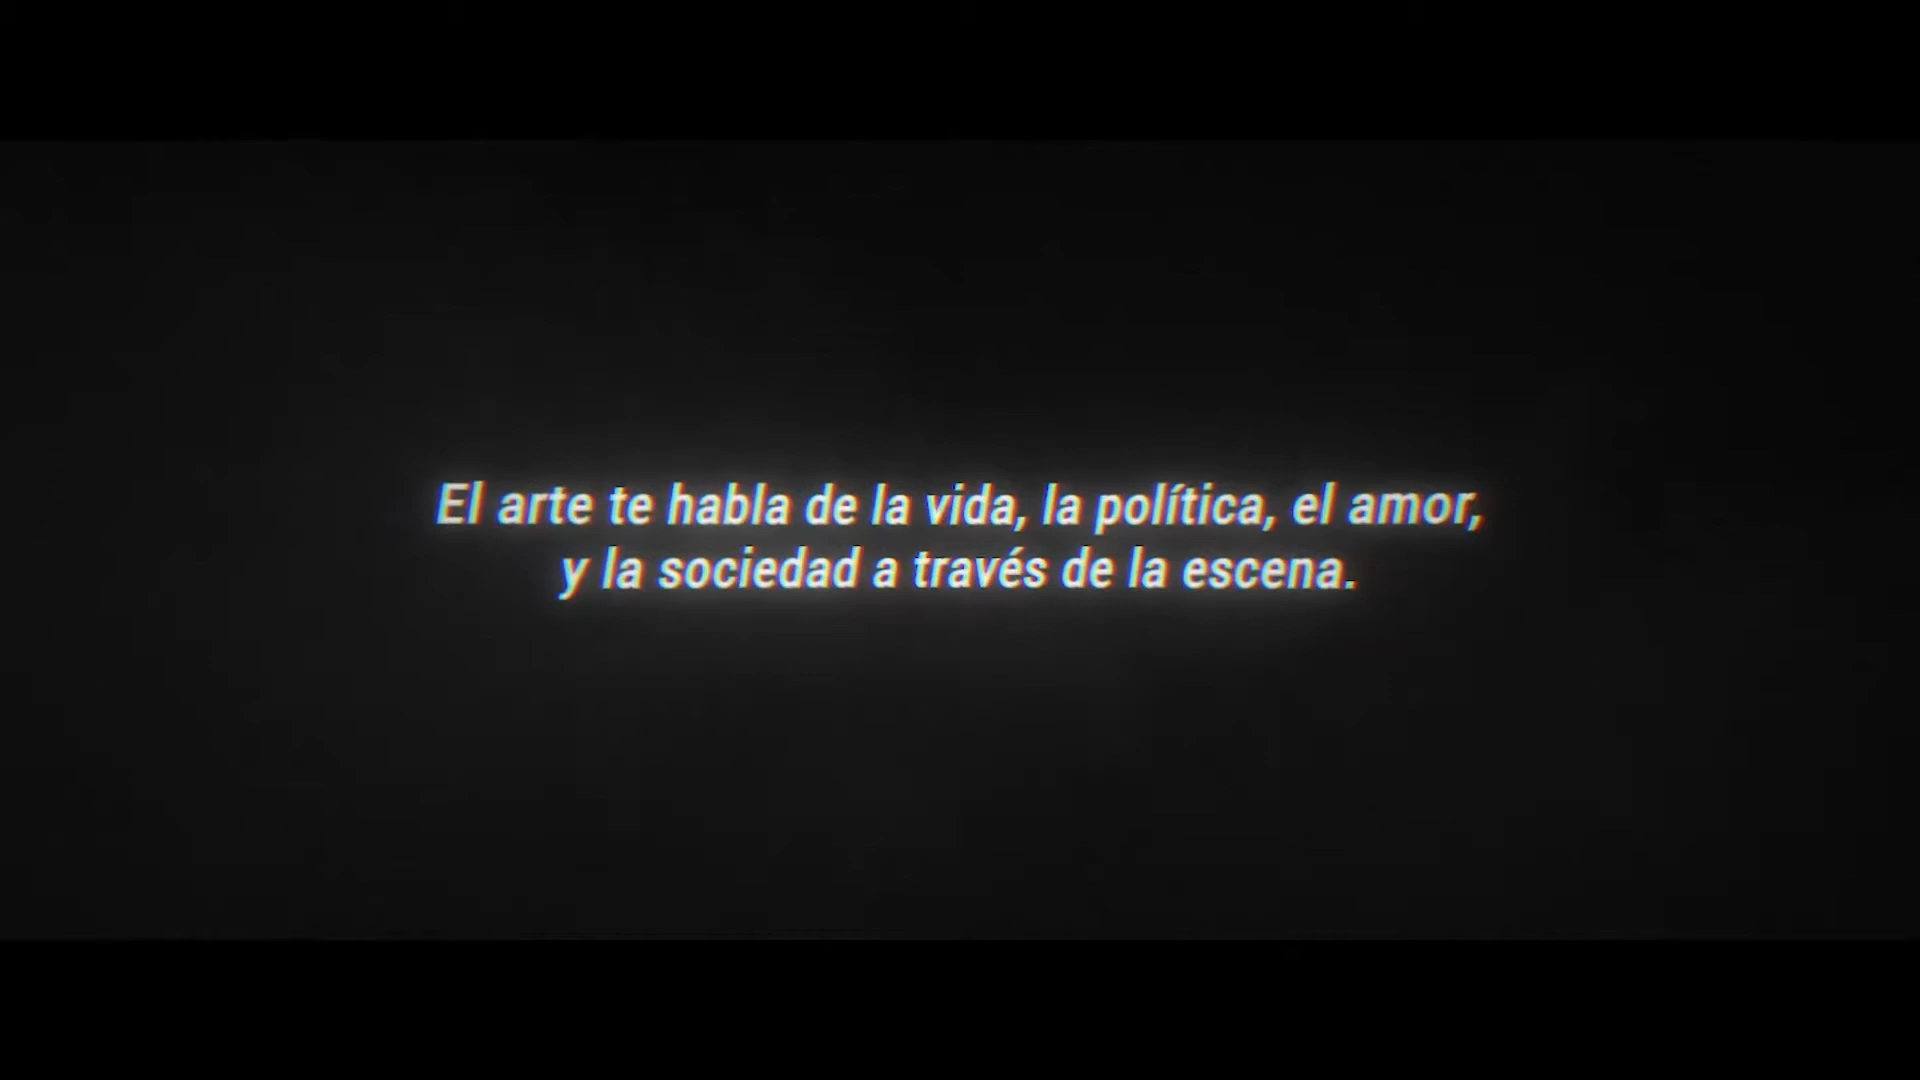 El arte te habla de la vida, la política, el amor,
y la sociedad a través de la escena.